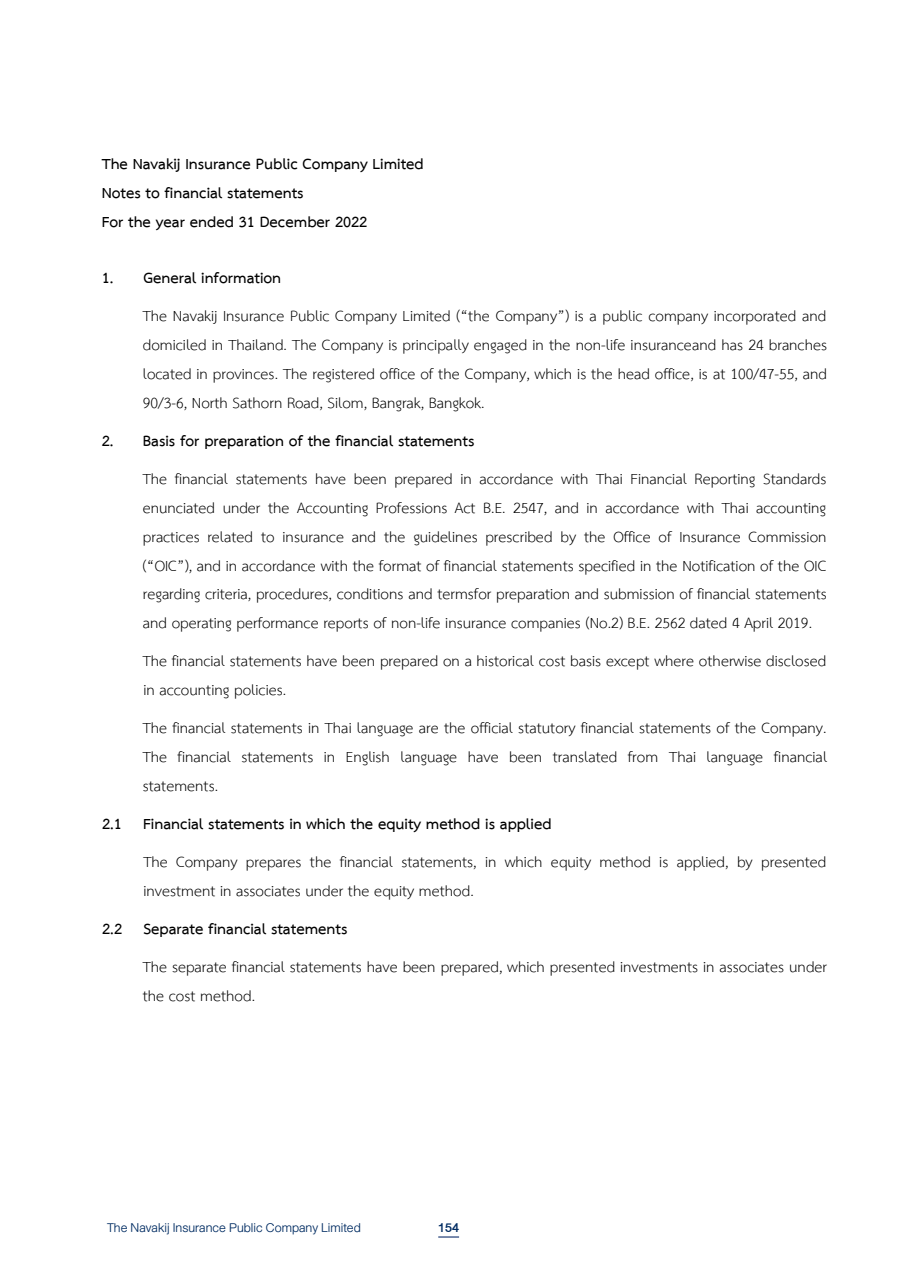 The Navakij Insurance Public Company Limited
Notes to financial statements
For the year ended 31 December 2022
1. General information
The Navakij Insurance Public Company Limited (“the Company”) is a public company incorporated and
domiciled in Thailand. The Company is principally engaged in the non-life insuranceand has 24 branches
located in provinces. The registered office of the Company, which is the head office, is at 100/47-55, and
90/3-6, North Sathorn Road, Silom, Bangrak, Bangkok.
2. Basis for preparation of the financial statements
The financial statements have been prepared in accordance with Thai Financial Reporting Standards
enunciated under the Accounting Professions Act B.E. 2547, and in accordance with Thai accounting
practices related to insurance and the guidelines prescribed by the Office of Insurance Commission
(“OIC”), and in accordance with the format of financial statements specified in the Notification of the OIC
regarding criteria, procedures, conditions and termsfor preparation and submission of financial statements
and operating performance reports of non-life insurance companies (No.2) B.E. 2562 dated 4 April 2019.
The financial statements have been prepared on a historical cost basis except where otherwise disclosed
in accounting policies.
The financial statements in Thai language are the official statutory financial statements of the Company.
The financial statements in English language have been translated from Thai language financial
statements.
2.1 Financial statements in which the equity method is applied
The Company prepares the financial statements, in which equity method is applied, by presented
investment in associates under the equity method.
2.2 Separate financial statements
The separate financial statements have been prepared, which presented investments in associates under
the cost method.
The Navakij Insurance Public Company Limited 154